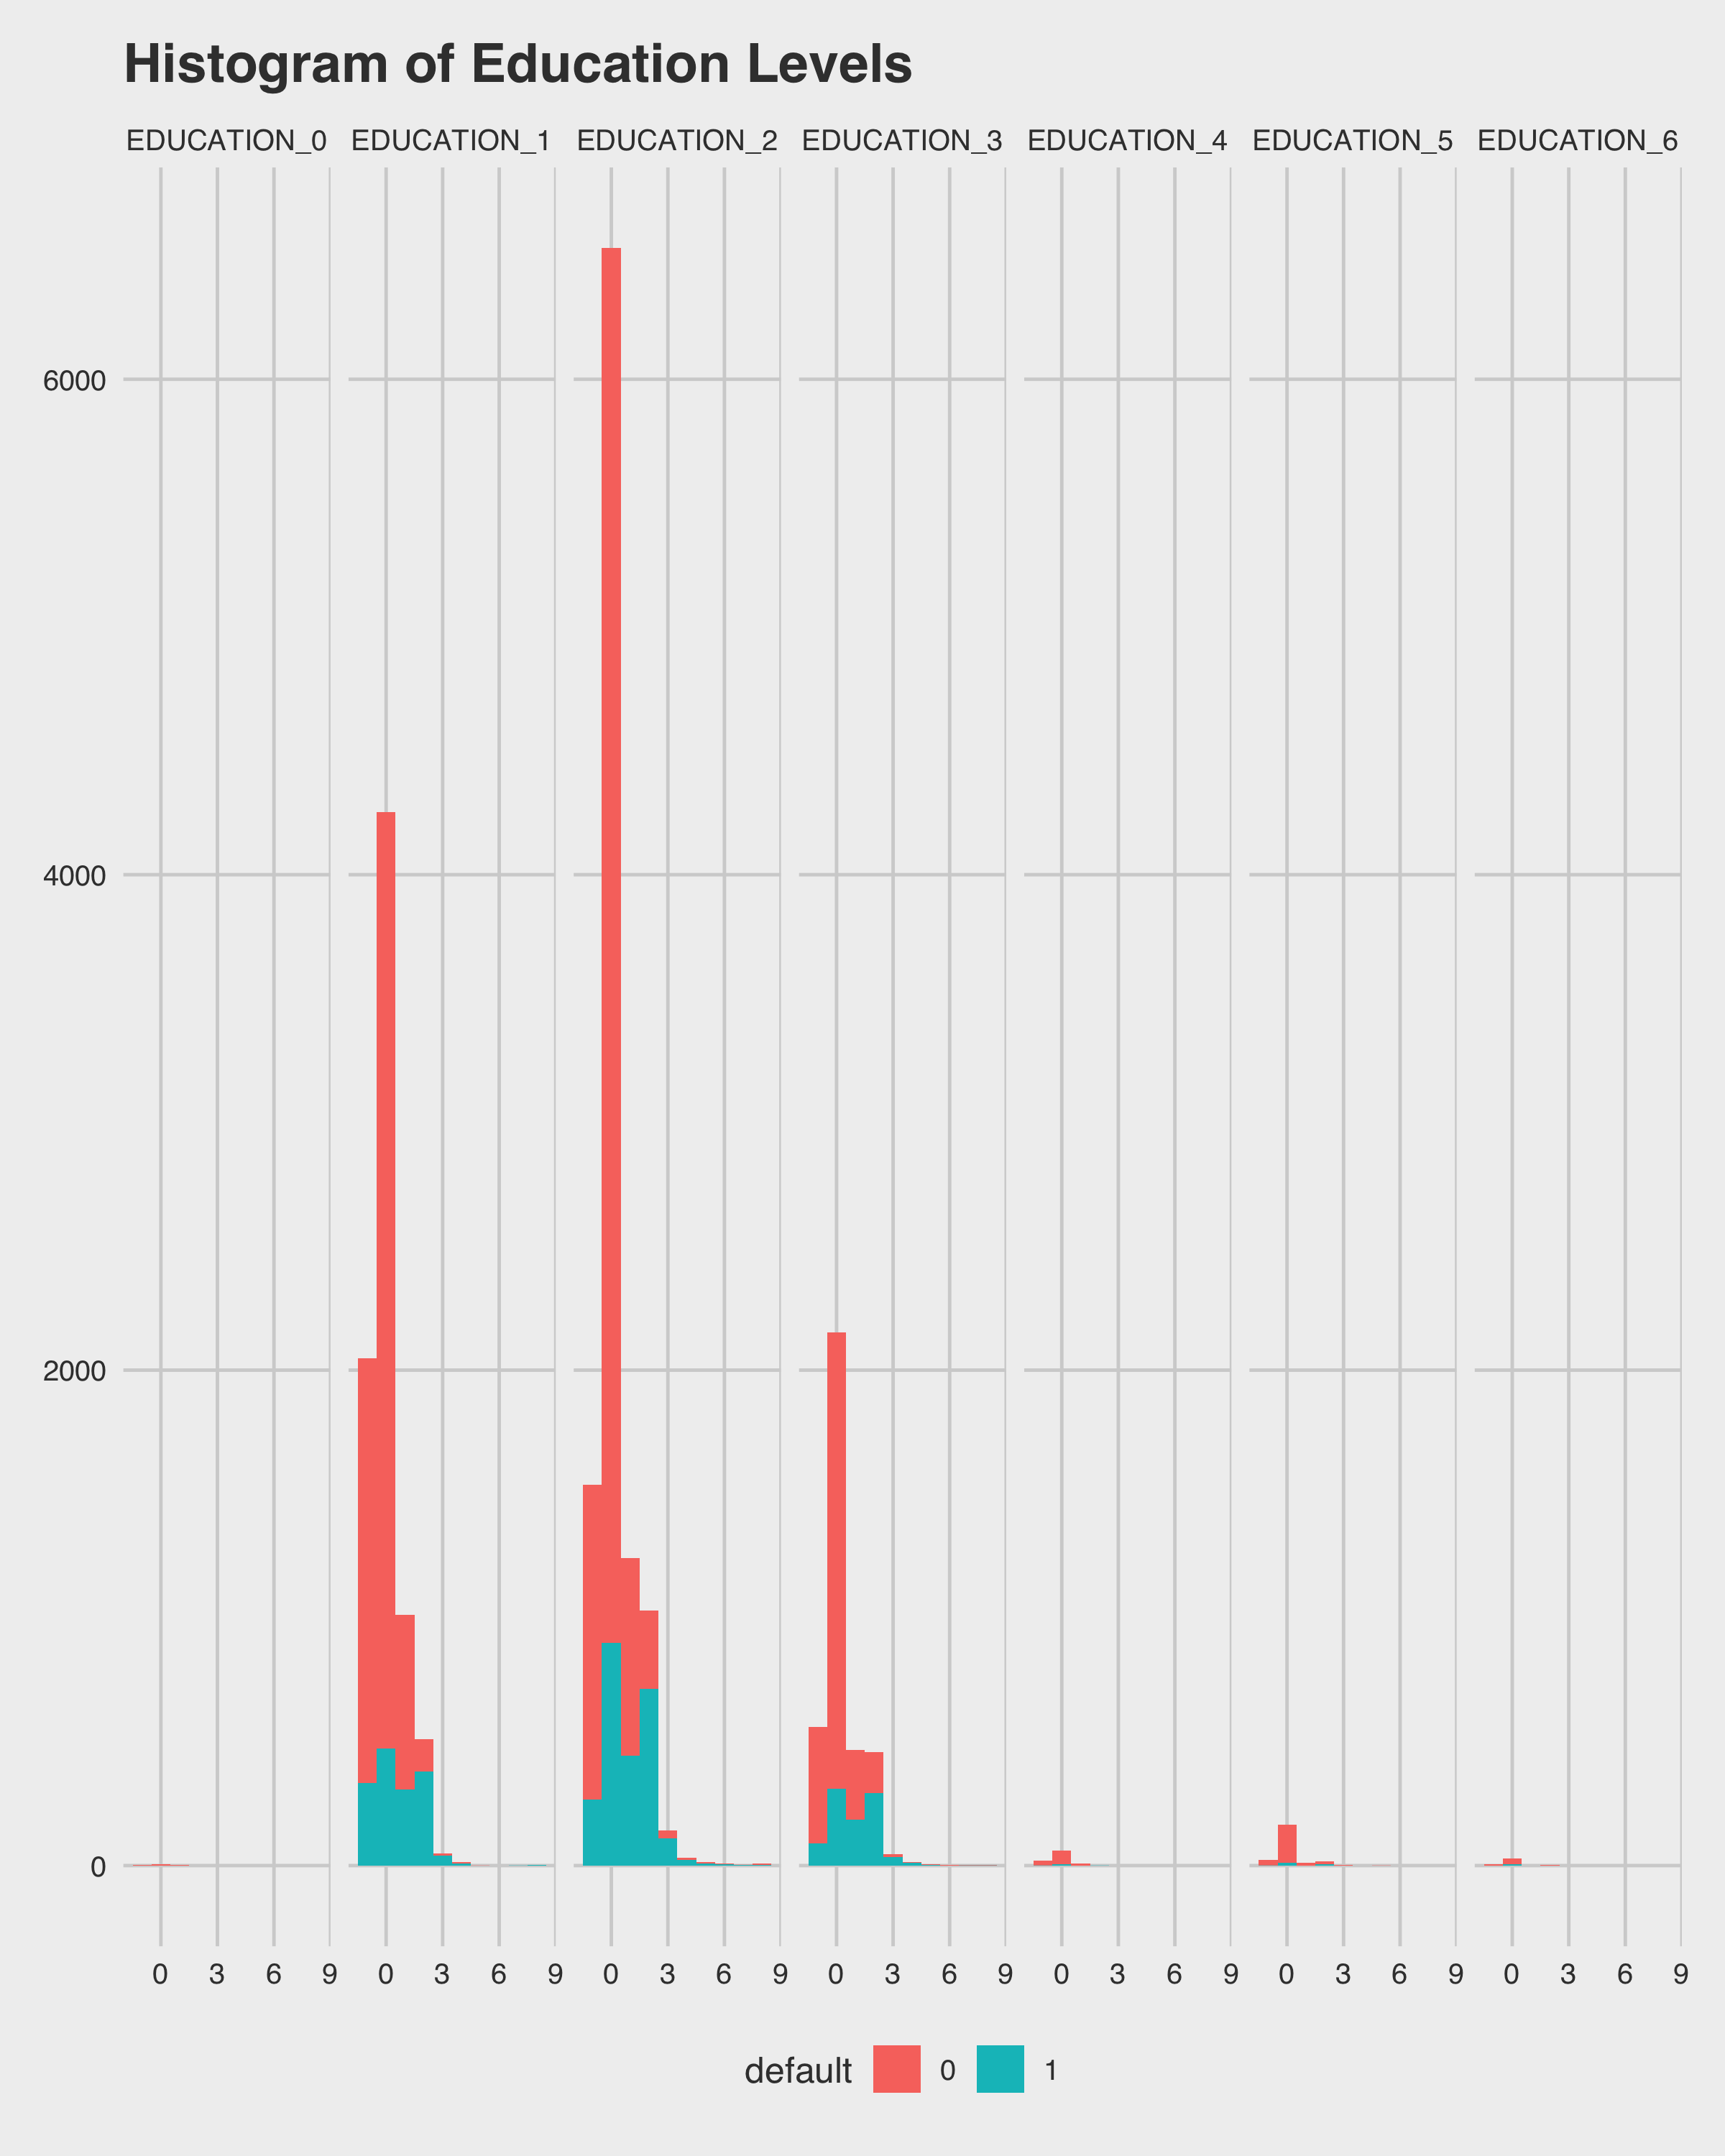 Histogram of Education Levels
EDUCATION_0 EDUCATION_1 EDUCATION_2 EDUCATION_3 EDUCATION_4 EDUCATION_5 EDUCATION_6
6000
4000
2000
0
0 3 6 9 0 3 6 9 0 3 6 9 0 3 6 9 0 3 6 9 0 3 6 9 0 3 6 9
default 0 1